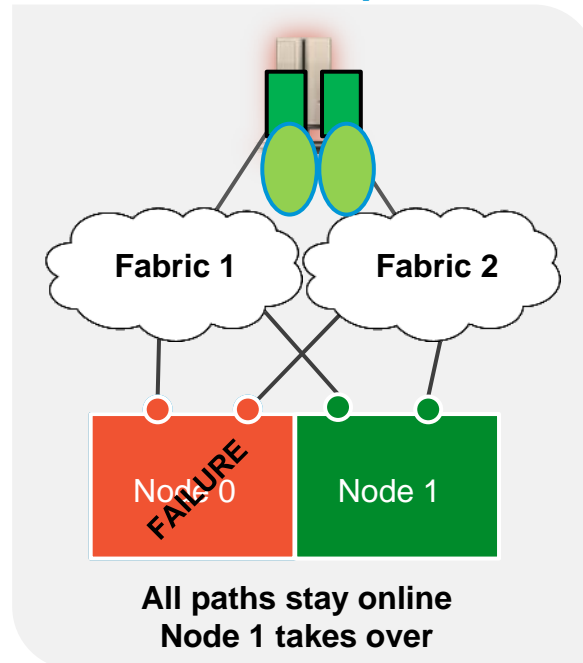 Fabric 1
Fabric 2
Node 0
FAILURE
Node 1
All paths stay online
Node 1 takes over